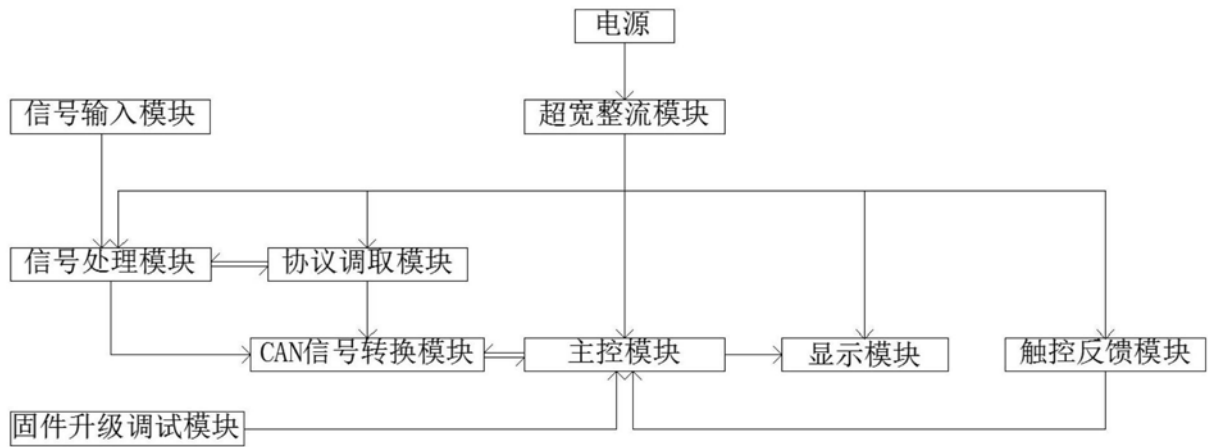 电源
信号输入模块
超宽整流模块
信号处理模块
协议调取模块
CAN信号转换模块
主控模块
显示模块
触控反馈模块
固件升级调试模块